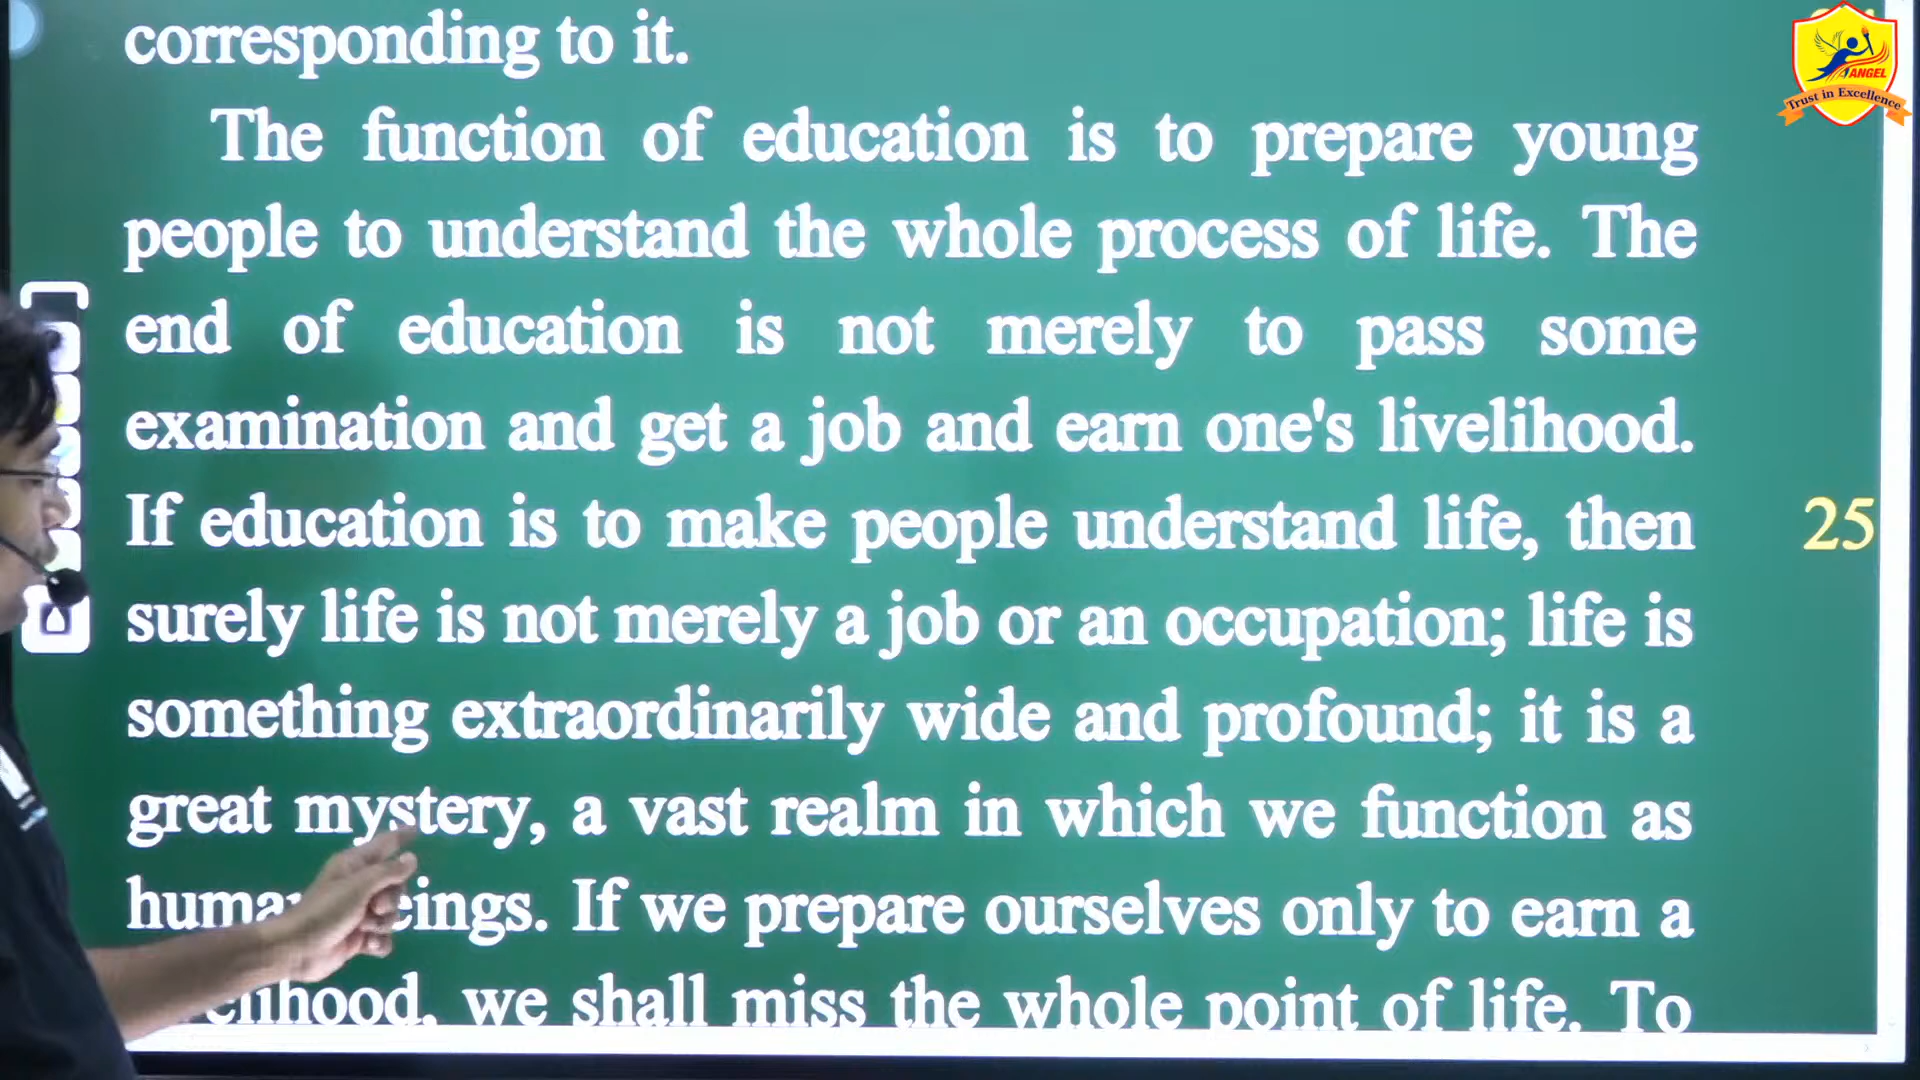 corresponding to it.
The function of education is to prepare young
people to understand the whole process of life. The
end of education is not merely to pass some
examination and get a job and earn one's livelihood.
If education is to make people understand life, then
25
surely life is not merely a job or an occupation; life is
something extraordinarily wide and profound; it is a
great mystery, a vast realm in which we function as
If we prepare ourselves only to earn a
we shall miss the whole point of life. To
ANGEL
Trust in Excellence